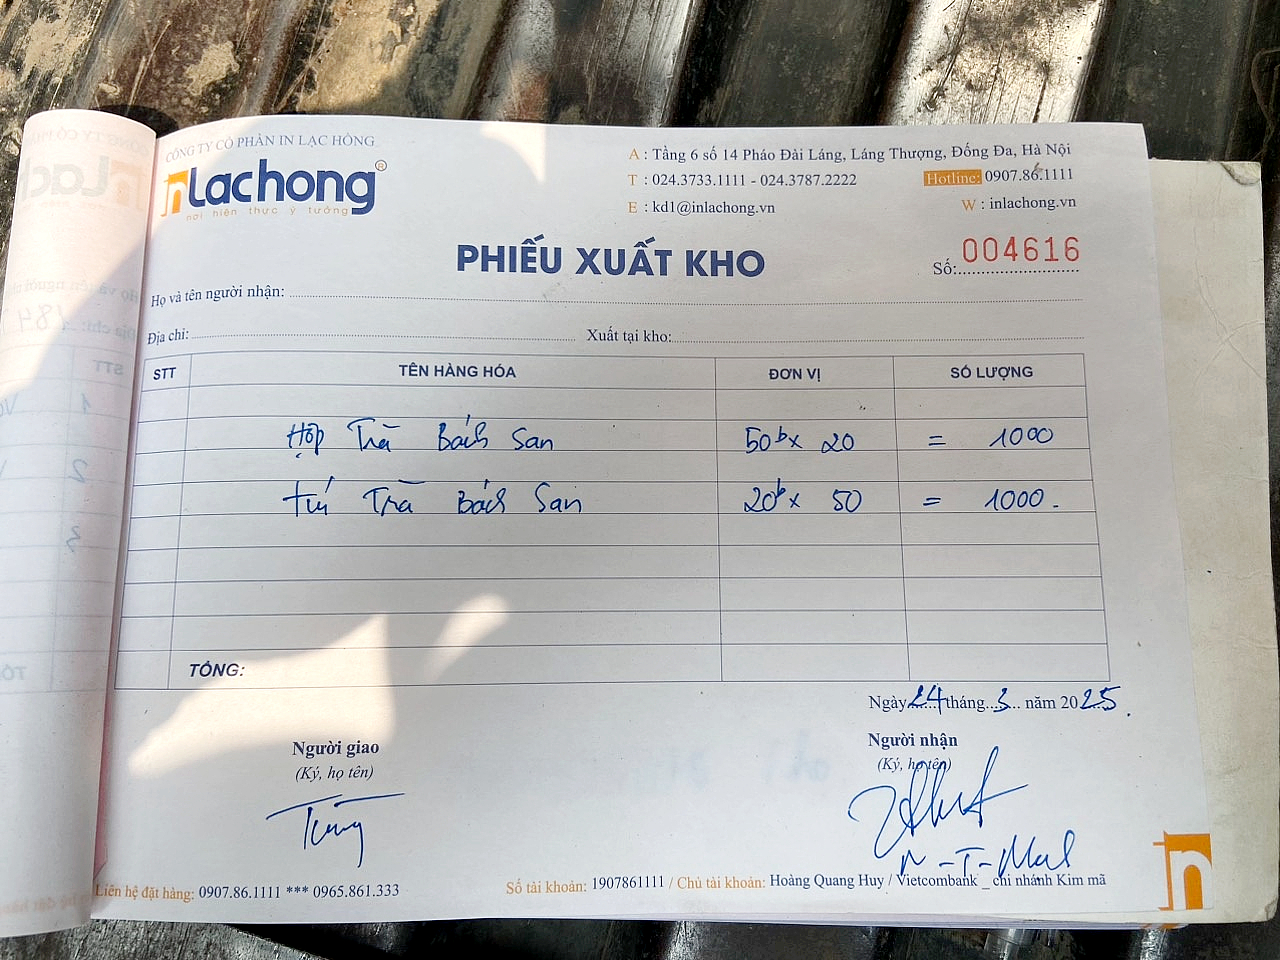 CÔNG TY CỔ PHẦN IN LẠC HỒNG
inLachong®
nơi hiện thực ý tưởng
A : Tầng 6 số 14 Pháo Đài Láng, Láng Thượng, Đống Đa, Hà Nội
T : 024.3733.1111 - 024.3787.2222 Hotline: 0907.86.1111
E : kd1@inlachong.vn W : inlachong.vn
PHIẾU XUẤT KHO
Số: 004616
Họ và tên người nhận:
Địa chỉ: Xuất tại kho:
STT TÊN HÀNG HÓA ĐƠN VỊ SỐ LƯỢNG
Hộp Trà Bách San 50b x 20 = 1000
túi Trà Bách San 20b x 50 = 1000.
TỔNG:
Ngày 24 tháng 3 năm 2025.
Người giao Người nhận
(Ký, họ tên) (Ký, họ tên)
Tùng
Liên hệ đặt hàng: 0907.86.1111 *** 0965.861.333
Số tài khoản: 1907861111 / Chủ tài khoản: Hoàng Quang Huy / Vietcombank _ chi nhánh Kim mã